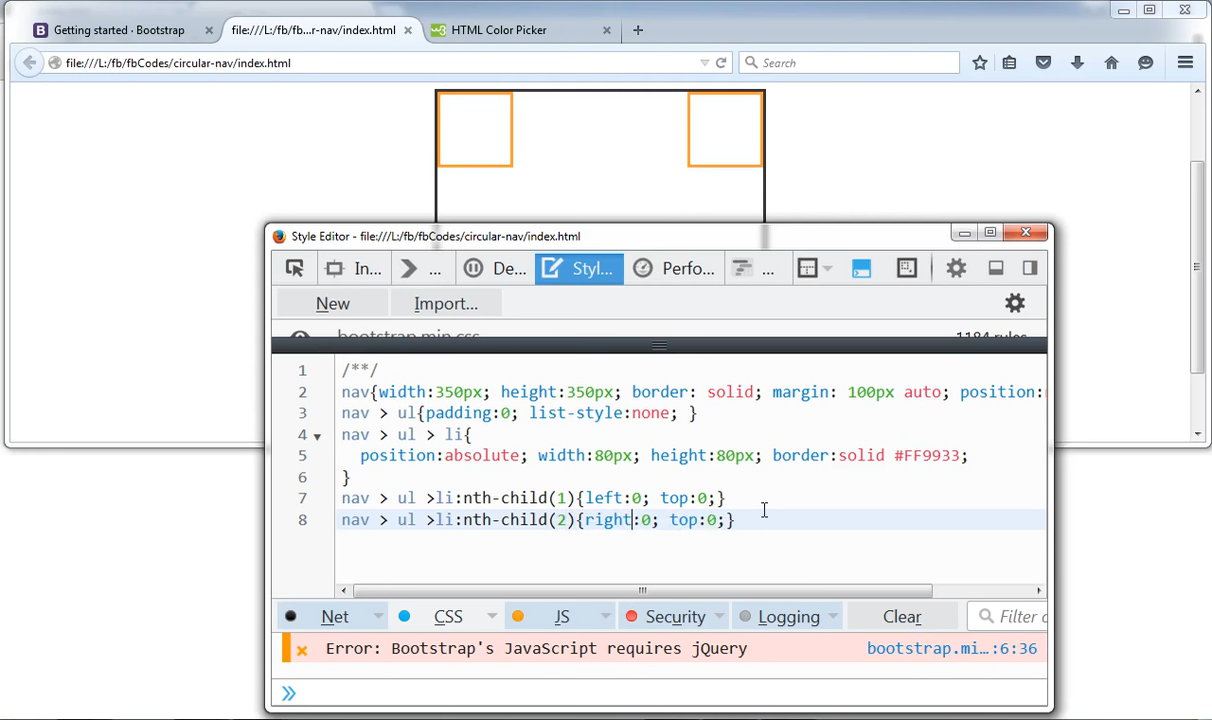 Getting started · Bootstrap
file:///L:/fb/fb...r-nav/index.html
HTML Color Picker
file:///L:/fb/fbCodes/circular-nav/index.html
Search
Style Editor - file:///L:/fb/fbCodes/circular-nav/index.html
In...
...
De...
Styl...
Perfo...
...
New
Import...
bootstrap.min.css
1184 rules
1 /**/
2 nav{width:350px; height:350px; border: solid; margin: 100px auto; position:
3 nav > ul{padding:0; list-style:none; }
4 nav > ul > li{
5 position:absolute; width:80px; height:80px; border:solid #FF9933;
6 }
7 nav > ul >li:nth-child(1){left:0; top:0;}
8 nav > ul >li:nth-child(2){right:0; top:0;}
Net
CSS
JS
Security
Logging
Clear
Filter
Error: Bootstrap's JavaScript requires jQuery
bootstrap.mi…:6:36